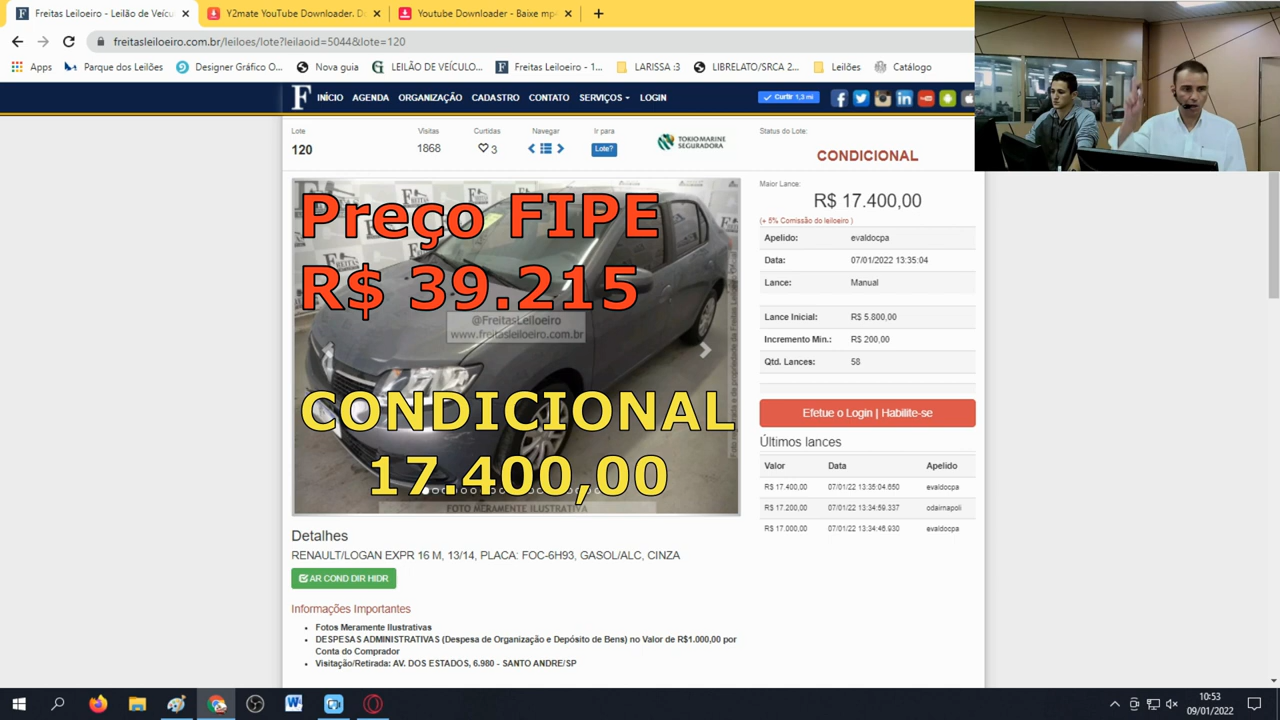 Freitas Leiloeiro - Leilão de Veícu
Y2mate YouTube Downloader. D
Youtube Downloader - Baixe mp
freitasleiloeiro.com.br/leiloes/lote?leilaoid=5044&lote=120
Apps
Parque dos Leilões
Designer Gráfico O...
Nova guia
LEILÃO DE VEÍCULO...
Freitas Leiloeiro - 1...
LARISSA :3
LIBRELATO/SRCA 2...
Leilões
Catálogo
F INÍCIO AGENDA ORGANIZAÇÃO CADASTRO CONTATO SERVIÇOS LOGIN
Curtir 1,3 mi
Lote
120
Visitas
1868
Curtidas
3
Navegar
Ir para
Lote?
TOKIO MARINE
SEGURADORA
Status do Lote:
CONDICIONAL
Preço FIPE
R$ 39.215
@FreitasLeiloeiro
www.freitasleiloeiro.com.br
CONDICIONAL
17.400,00
FOTO MERAMENTE ILUSTRATIVA
Maior Lance:
R$ 17.400,00
(+ 5% Comissão do leiloeiro )
Apelido: evaldocpa
Data: 07/01/2022 13:35:04
Lance: Manual
Lance Inicial: R$ 5.800,00
Incremento Min.: R$ 200,00
Qtd. Lances: 58
Efetue o Login | Habilite-se
Últimos lances
Valor Data Apelido
R$ 17.400,00 07/01/22 13:35:04.650 evaldocpa
R$ 17.200,00 07/01/22 13:34:59.337 odairnapoli
R$ 17.000,00 07/01/22 13:34:46.930 evaldocpa
Detalhes
RENAULT/LOGAN EXPR 16 M, 13/14, PLACA: FOC-6H93, GASOL/ALC, CINZA
AR COND DIR HIDR
Informações Importantes
Fotos Meramente Ilustrativas
DESPESAS ADMINISTRATIVAS (Despesa de Organização e Depósito de Bens) no Valor de R$1.000,00 por
Conta do Comprador
Visitação/Retirada: AV. DOS ESTADOS, 6.980 - SANTO ANDRE/SP
10:53
09/01/2022